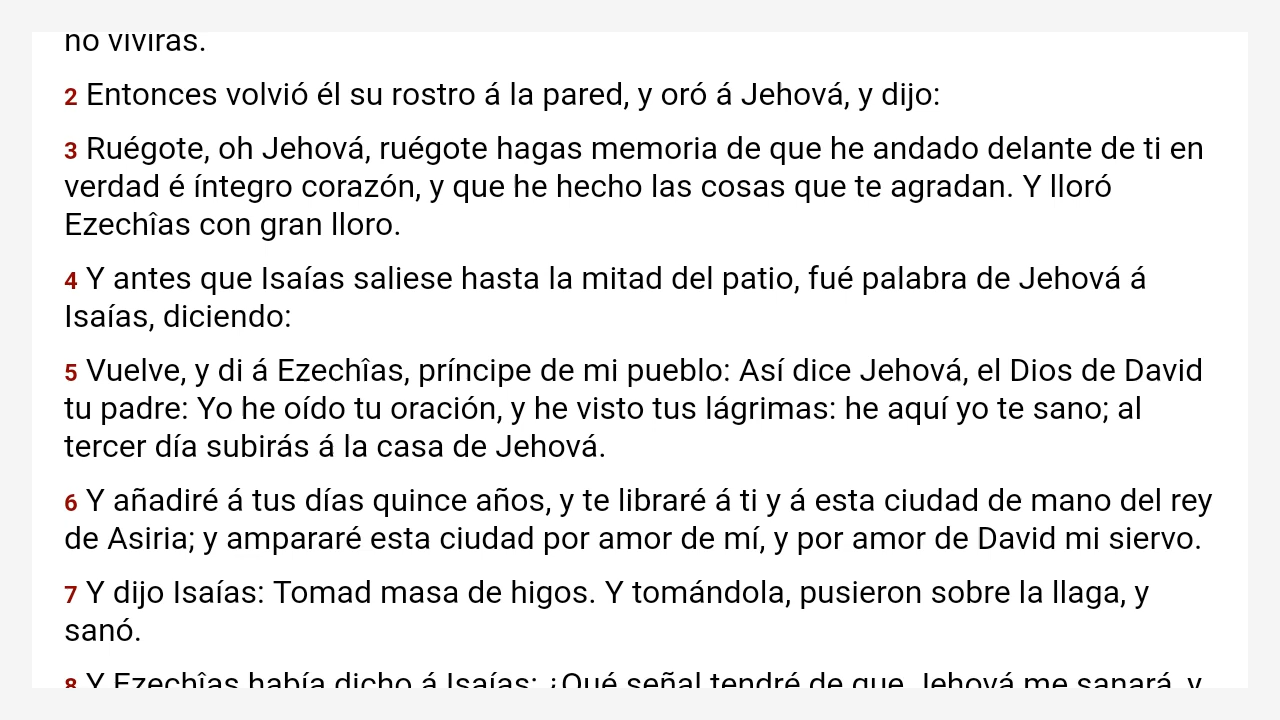 no vivirás.
2 Entonces volvió él su rostro á la pared, y oró á Jehová, y dijo:
3 Ruégote, oh Jehová, ruégote hagas memoria de que he andado delante de ti en
verdad é íntegro corazón, y que he hecho las cosas que te agradan. Y lloró
Ezechîas con gran lloro.
4 Y antes que Isaías saliese hasta la mitad del patio, fué palabra de Jehová á
Isaías, diciendo:
5 Vuelve, y di á Ezechîas, príncipe de mi pueblo: Así dice Jehová, el Dios de David
tu padre: Yo he oído tu oración, y he visto tus lágrimas: he aquí yo te sano; al
tercer día subirás á la casa de Jehová.
6 Y añadiré á tus días quince años, y te libraré á ti y á esta ciudad de mano del rey
de Asiria; y ampararé esta ciudad por amor de mí, y por amor de David mi siervo.
7 Y dijo Isaías: Tomad masa de higos. Y tomándola, pusieron sobre la llaga, y
sanó.
8 Y Ezechîas había dicho á Isaías: ¿Qué señal tendré de que Jehová me sanará, y